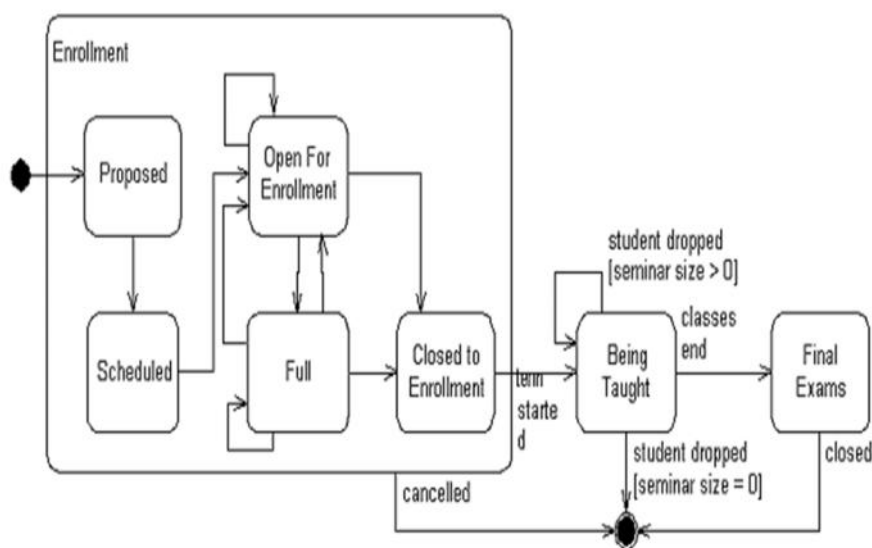 Enrollment
Proposed
Open For
Enrollment
Scheduled
Full
Closed to
Enrollment
term
starte
d
student dropped
[seminar size > 0]
Being
Taught
classes
end
Final
Exams
student dropped
[seminar size = 0]
closed
cancelled